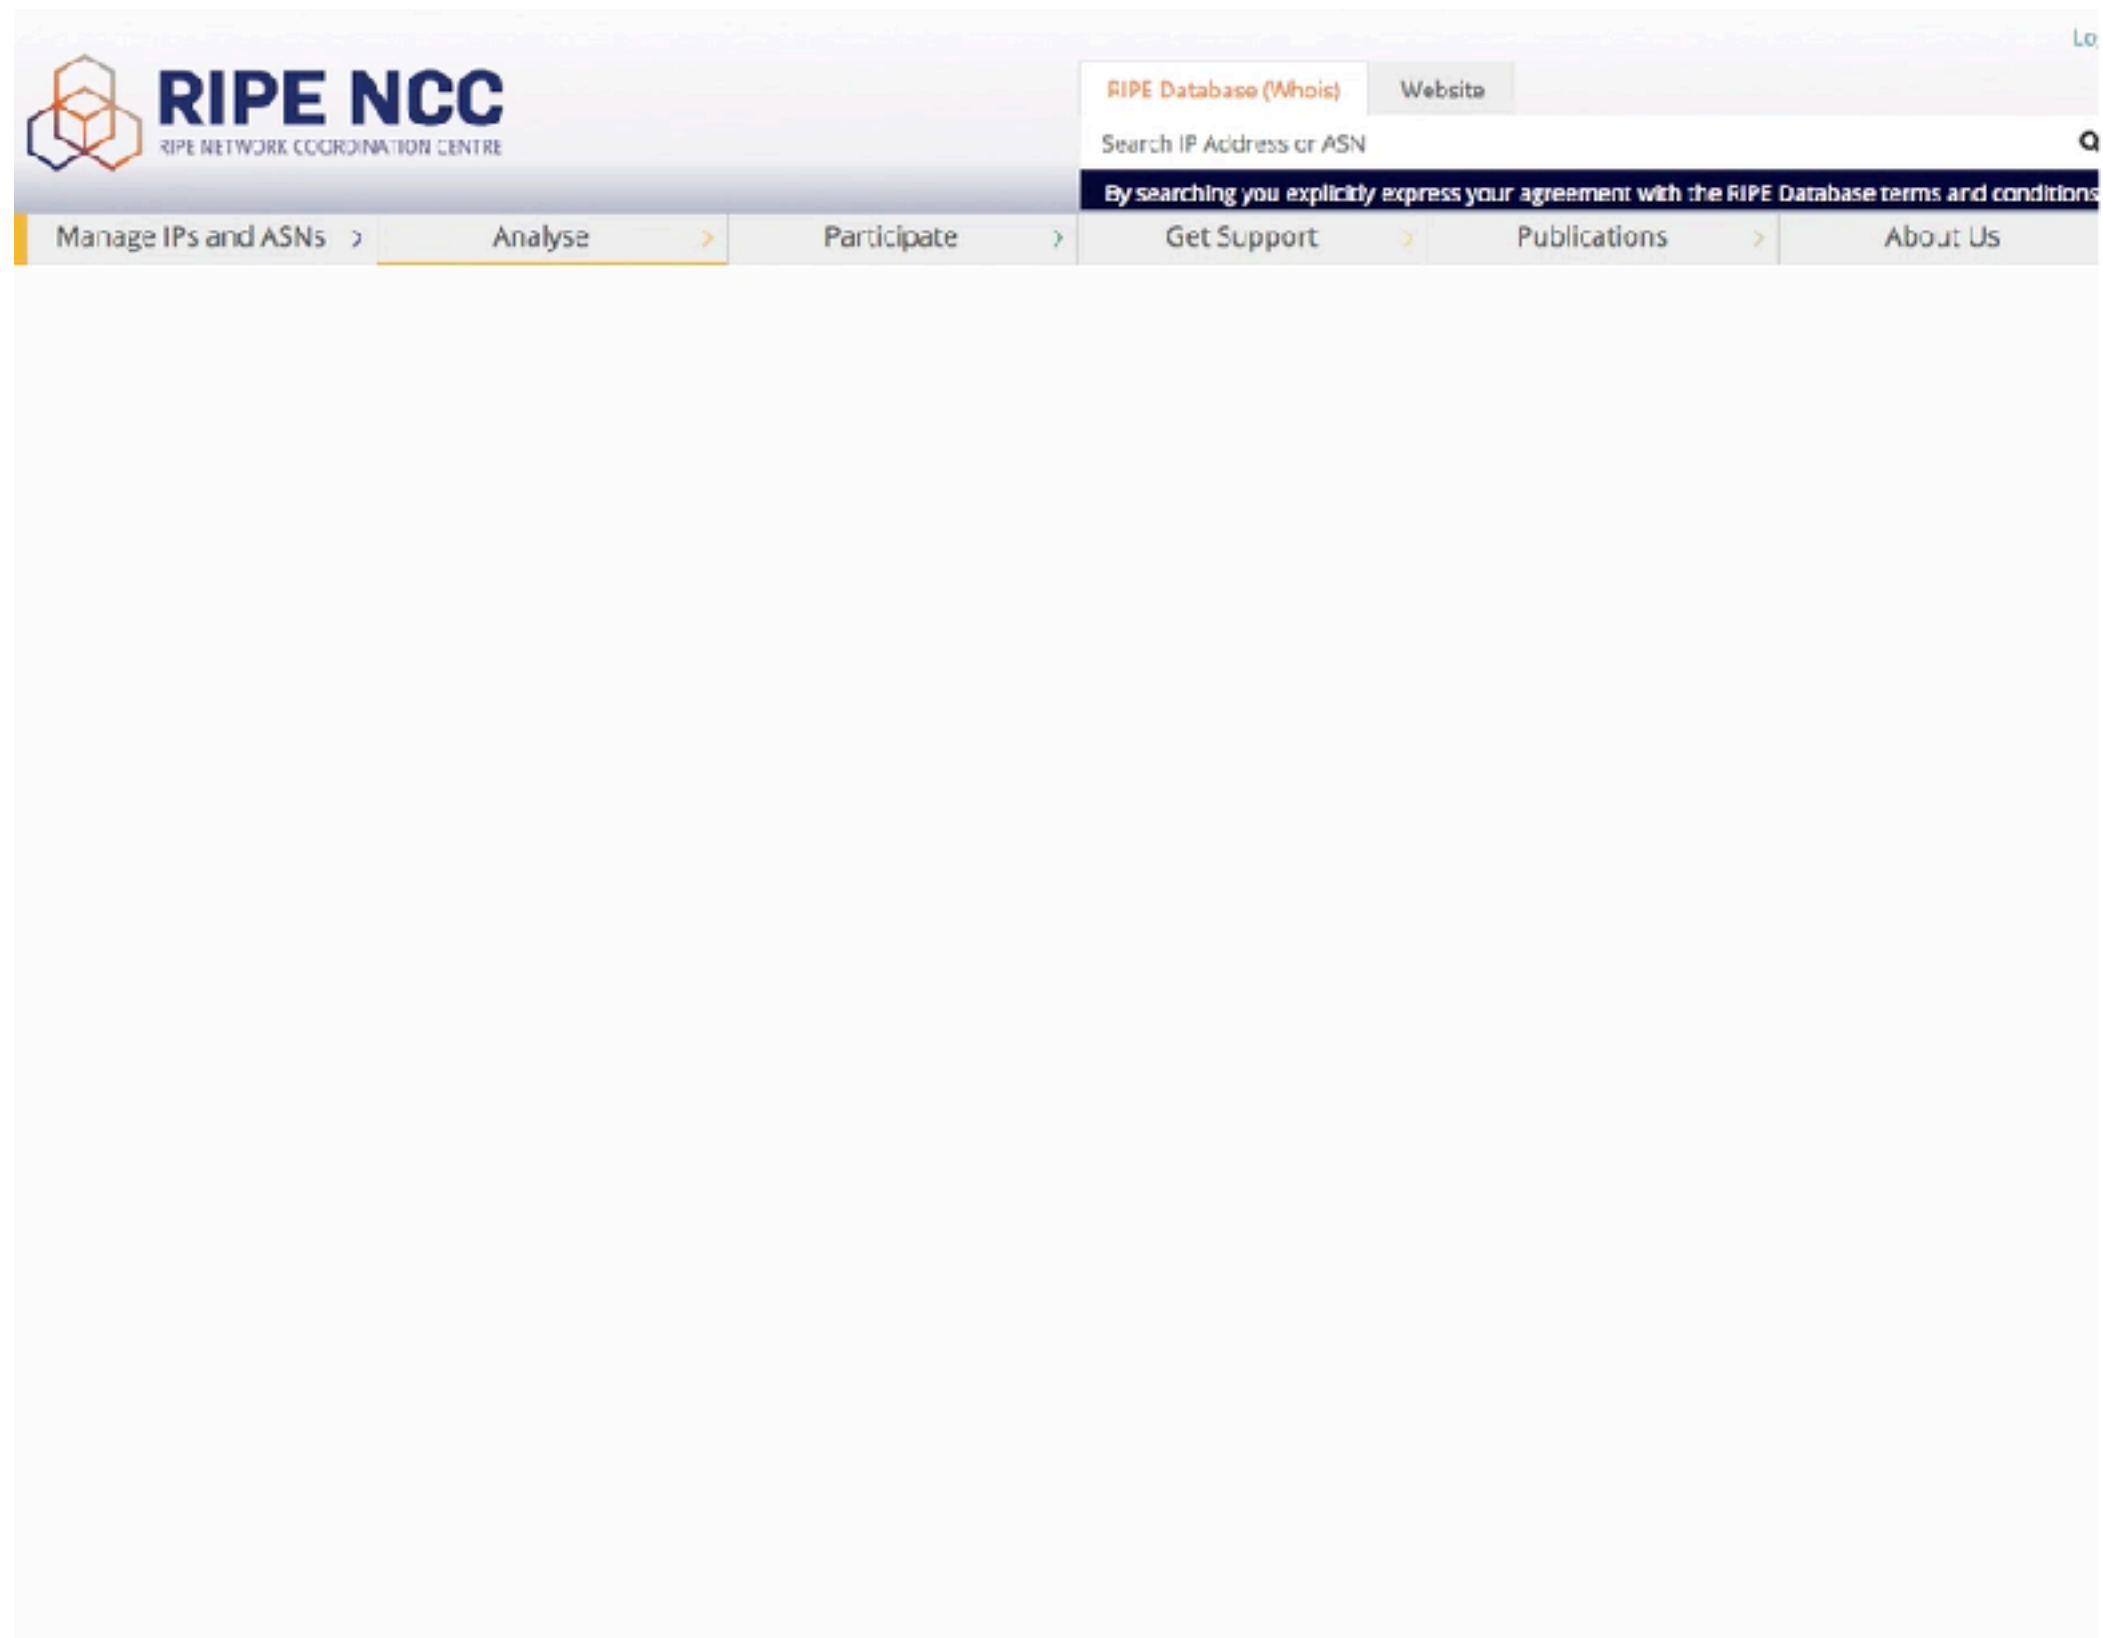 Lo
RIPE NCC
RIPE NETWORK COORDINATION CENTRE
RIPE Database (Whois)
Website
Search IP Address or ASN
By searching you explicitly express your agreement with the RIPE Database terms and conditions
Manage IPs and ASNs > Analyse > Participate > Get Support > Publications > About Us